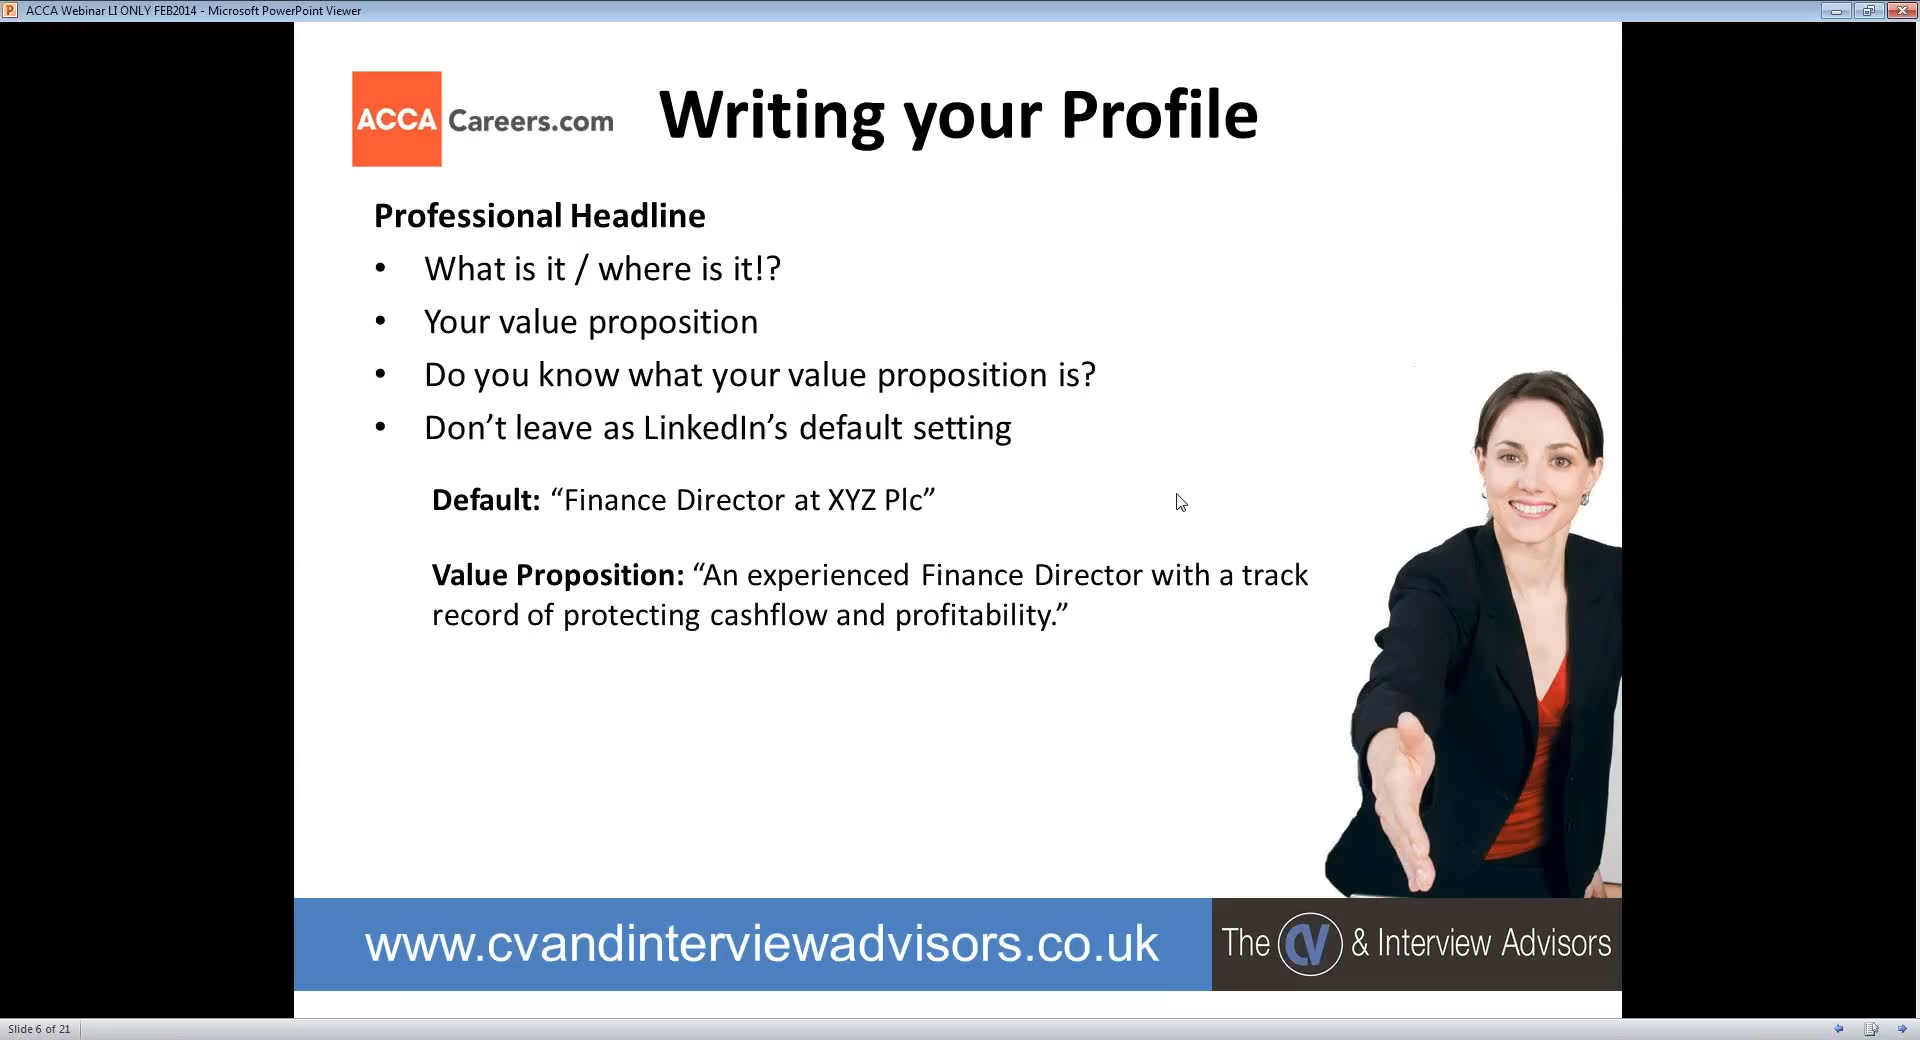 ACCA Webinar LI ONLY FEB2014 - Microsoft PowerPoint Viewer
ACCA Careers.com
Writing your Profile
Professional Headline
• What is it / where is it!?
• Your value proposition
• Do you know what your value proposition is?
• Don’t leave as LinkedIn’s default setting
Default: “Finance Director at XYZ Plc”
Value Proposition: “An experienced Finance Director with a track
record of protecting cashflow and profitability.”
www.cvandinterviewadvisors.co.uk
The CV & Interview Advisors
Slide 6 of 21